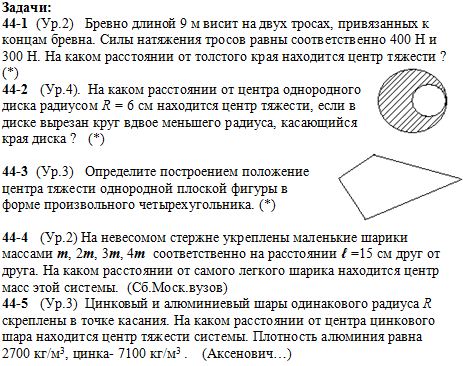 Задачи:
44-1 (Ур.2) Бревно длиной 9 м висит на двух тросах, привязанных к
концам бревна. Силы натяжения тросов равны соответственно 400 Н и
300 Н. На каком расстоянии от толстого края находится центр тяжести ?
(*)
44-2 (Ур.4). На каком расстоянии от центра однородного
диска радиусом R = 6 см находится центр тяжести, если в
диске вырезан круг вдвое меньшего радиуса, касающийся
края диска ? (*)
44-3 (Ур.3) Определите построением положение
центра тяжести однородной плоской фигуры в
форме произвольного четырехугольника. (*)
44-4 (Ур.2) На невесомом стержне укреплены маленькие шарики
массами m, 2m, 3m, 4m соответственно на расстоянии ℓ =15 см друг от
друга. На каком расстоянии от самого легкого шарика находится центр
масс этой системы. (Сб.Моск.вузов)
44-5 (Ур.3) Цинковый и алюминиевый шары одинакового радиуса R
скреплены в точке касания. На каком расстоянии от центра цинкового
шара находится центр тяжести системы. Плотность алюминия равна
2700 кг/м³, цинка- 7100 кг/м³ . (Аксенович…)